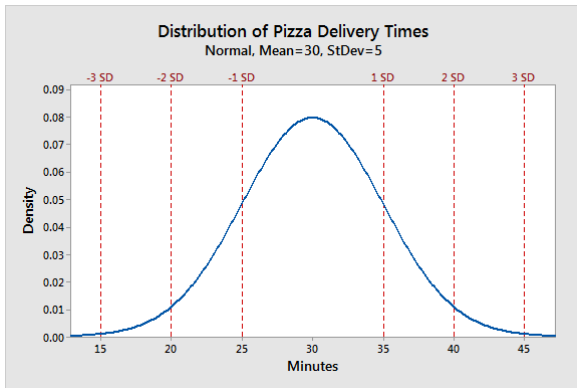 Distribution of Pizza Delivery Times
Normal, Mean=30, StDev=5
-3 SD -2 SD -1 SD 1 SD 2 SD 3 SD
0.09
0.08
0.07
0.06
0.05
0.04
0.03
0.02
0.01
0.00
Density
15 20 25 30 35 40 45
Minutes